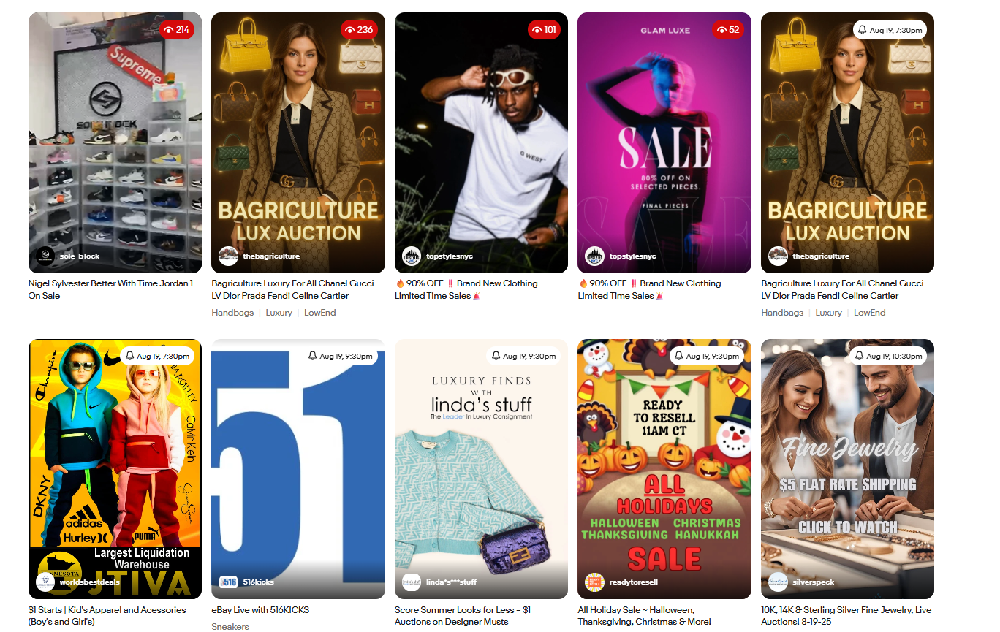 214
Supreme
SOLE BLOCK
sole_b1ock
Nigel Sylvester Better With Time Jordan 1
On Sale
236
BAGRICULTURE
LUX AUCTION
thebagriculture
Bagriculture Luxury For All Chanel Gucci
LV Dior Prada Fendi Celine Cartier
Handbags | Luxury | LowEnd
101
G WEST
TOPSTYLES
topstylesnyc
🔥 90% OFF ‼️ Brand New Clothing
Limited Time Sales 🚨
52
GLAM LUXE
SALE
80% OFF ON
SELECTED PIECES.
FINAL PIECES
SALE
TOPSTYLES
topstylesnyc
🔥 90% OFF ‼️ Brand New Clothing
Limited Time Sales 🚨
Aug 19, 7:30pm
BAGRICULTURE
LUX AUCTION
thebagriculture
Bagriculture Luxury For All Chanel Gucci
LV Dior Prada Fendi Celine Cartier
Handbags | Luxury | LowEnd
Aug 19, 7:30pm
Champion
Calvin Klein
DKNY
adidas
Hurley
PUMA
Largest Liquidation
Warehouse
worldsbestdeals
$1 Starts | Kid's Apparel and Acessories
(Boy's and Girl's)
Aug 19, 9:30pm
51
516
516kicks
eBay Live with 516KICKS
Sneakers
Aug 19, 9:30pm
LUXURY FINDS
WITH
linda's stuff
The Leader In Luxury Consignment
linda*s***stuff
Score Summer Looks for Less – $1
Auctions on Designer Musts
Aug 19, 9:30pm
READY
TO RESELL
11AM CT
ALL
HOLIDAYS
HALLOWEEN CHRISTMAS
THANKSGIVING HANUKKAH
SALE
readytoresell
All Holiday Sale ~ Halloween,
Thanksgiving, Christmas & More!
Aug 19, 10:30pm
Fine Jewelry
$5 FLAT RATE SHIPPING
CLICK TO WATCH
silverspeck
10K, 14K & Sterling Silver Fine Jewelry, Live
Auctions! 8-19-25